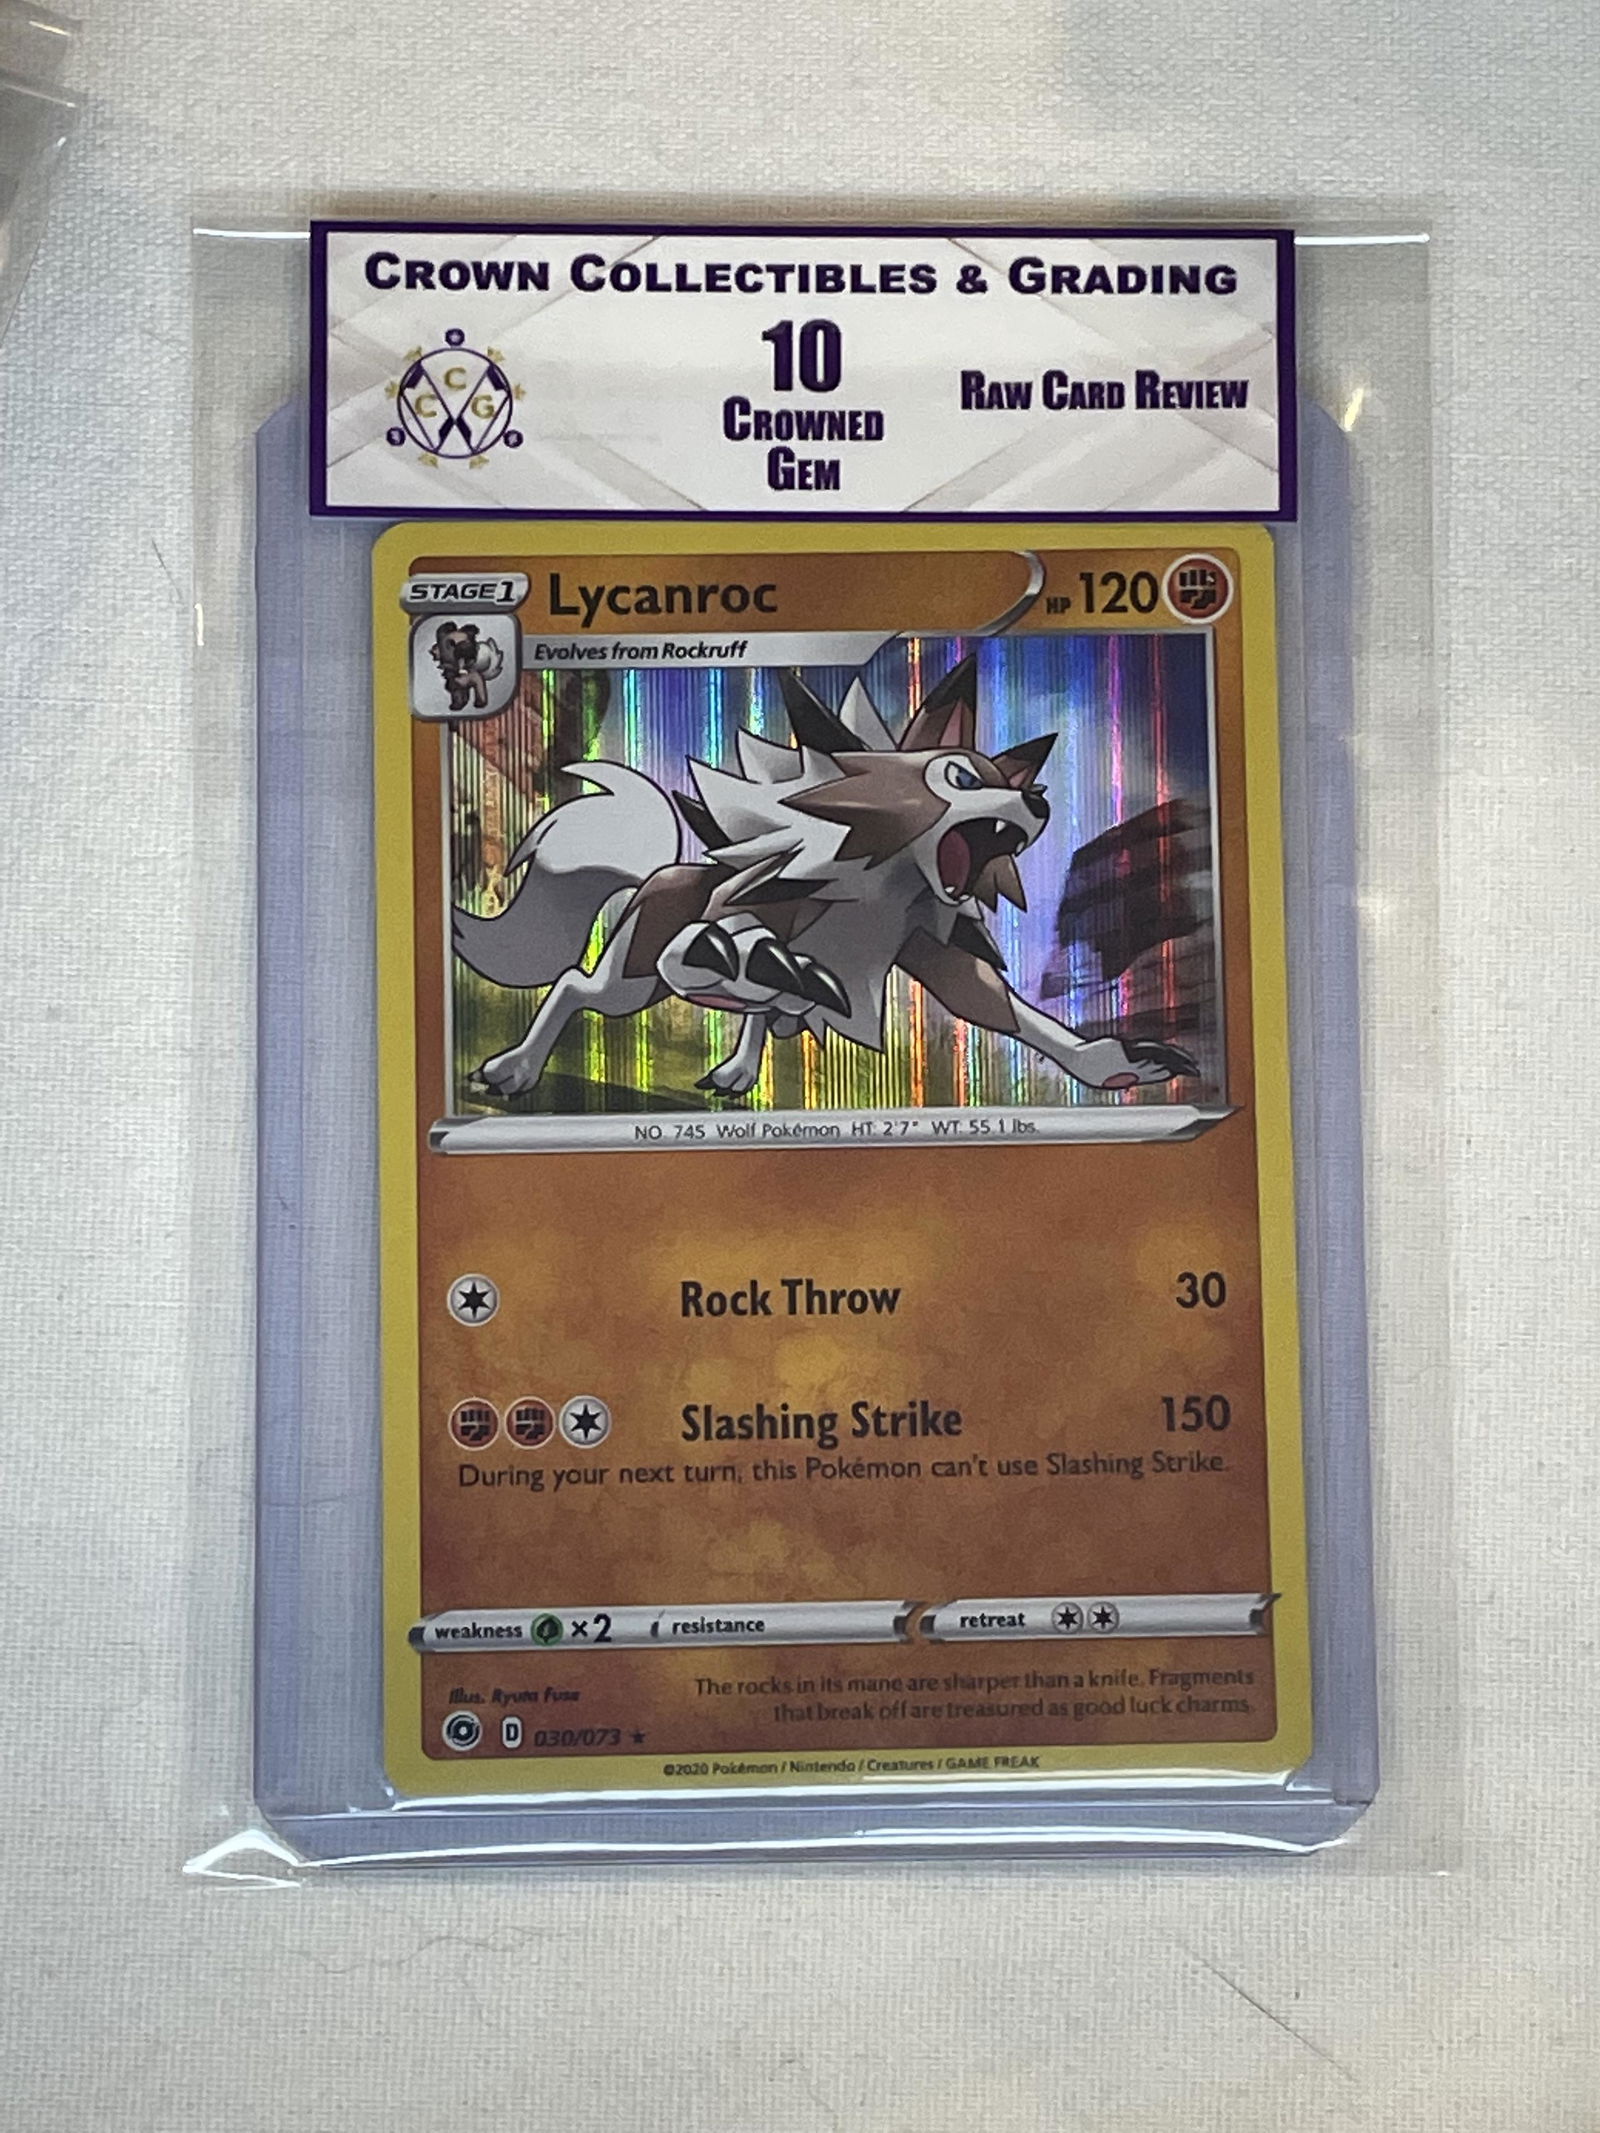 CROWN COLLECTIBLES & GRADING
C
C G
10
CROWNED
GEM
RAW CARD REVIEW
STAGE 1 Lycanroc HP 120
Evolves from Rockruff
NO. 745 Wolf Pokémon HT: 2'7" WT: 55.1 lbs.
Rock Throw 30
Slashing Strike 150
During your next turn, this Pokémon can't use Slashing Strike.
weakness ×2 resistance retreat
Illus. Ryuta Fuse
The rocks in its mane are sharper than a knife. Fragments
that break off are treasured as good luck charms.
D 030/073 ★
©2020 Pokémon / Nintendo / Creatures / GAME FREAK